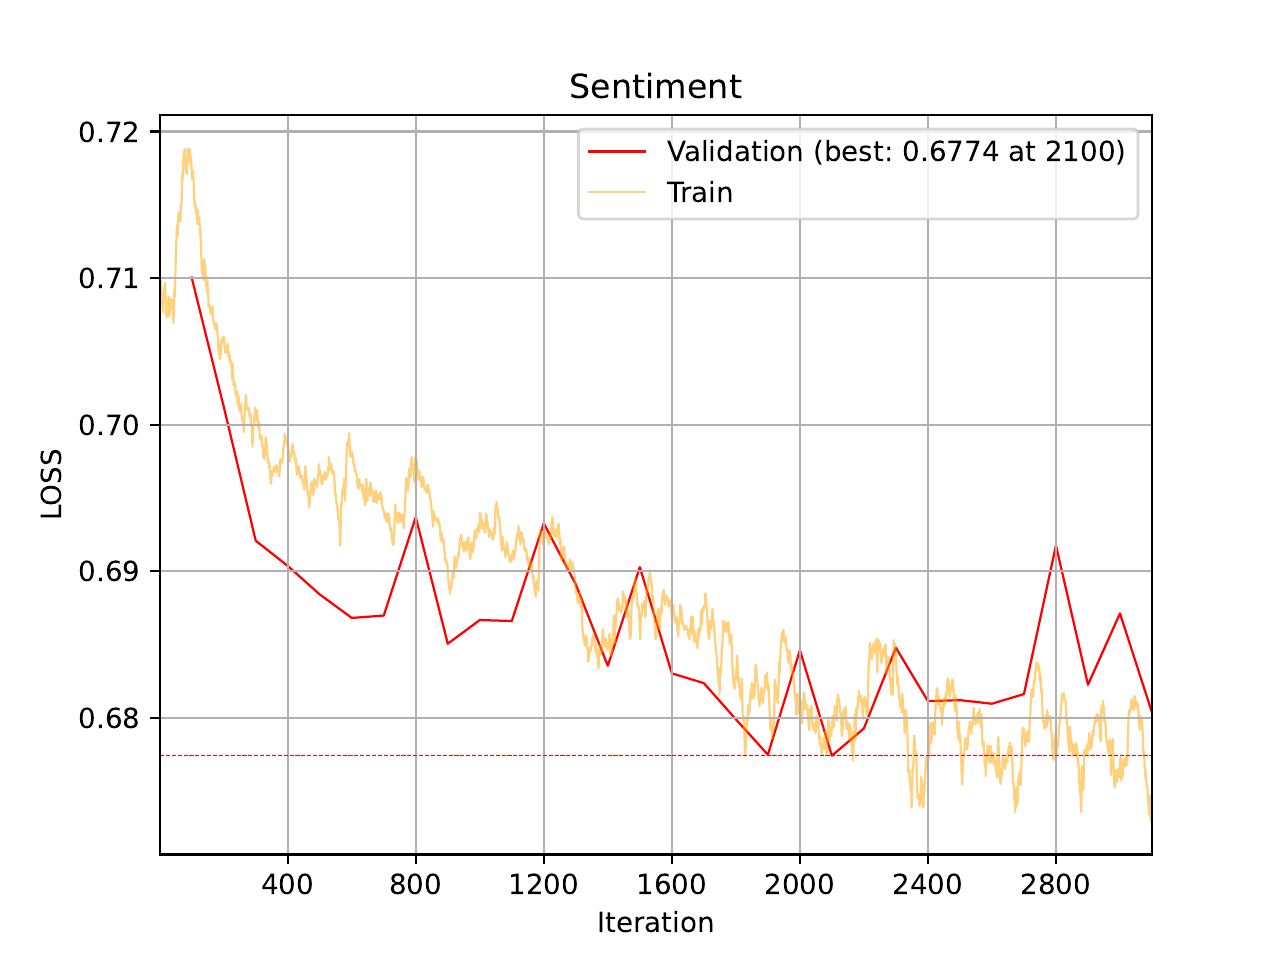 Sentiment
Validation (best: 0.6774 at 2100)
Train
LOSS
0.72
0.71
0.70
0.69
0.68
400 800 1200 1600 2000 2400 2800
Iteration